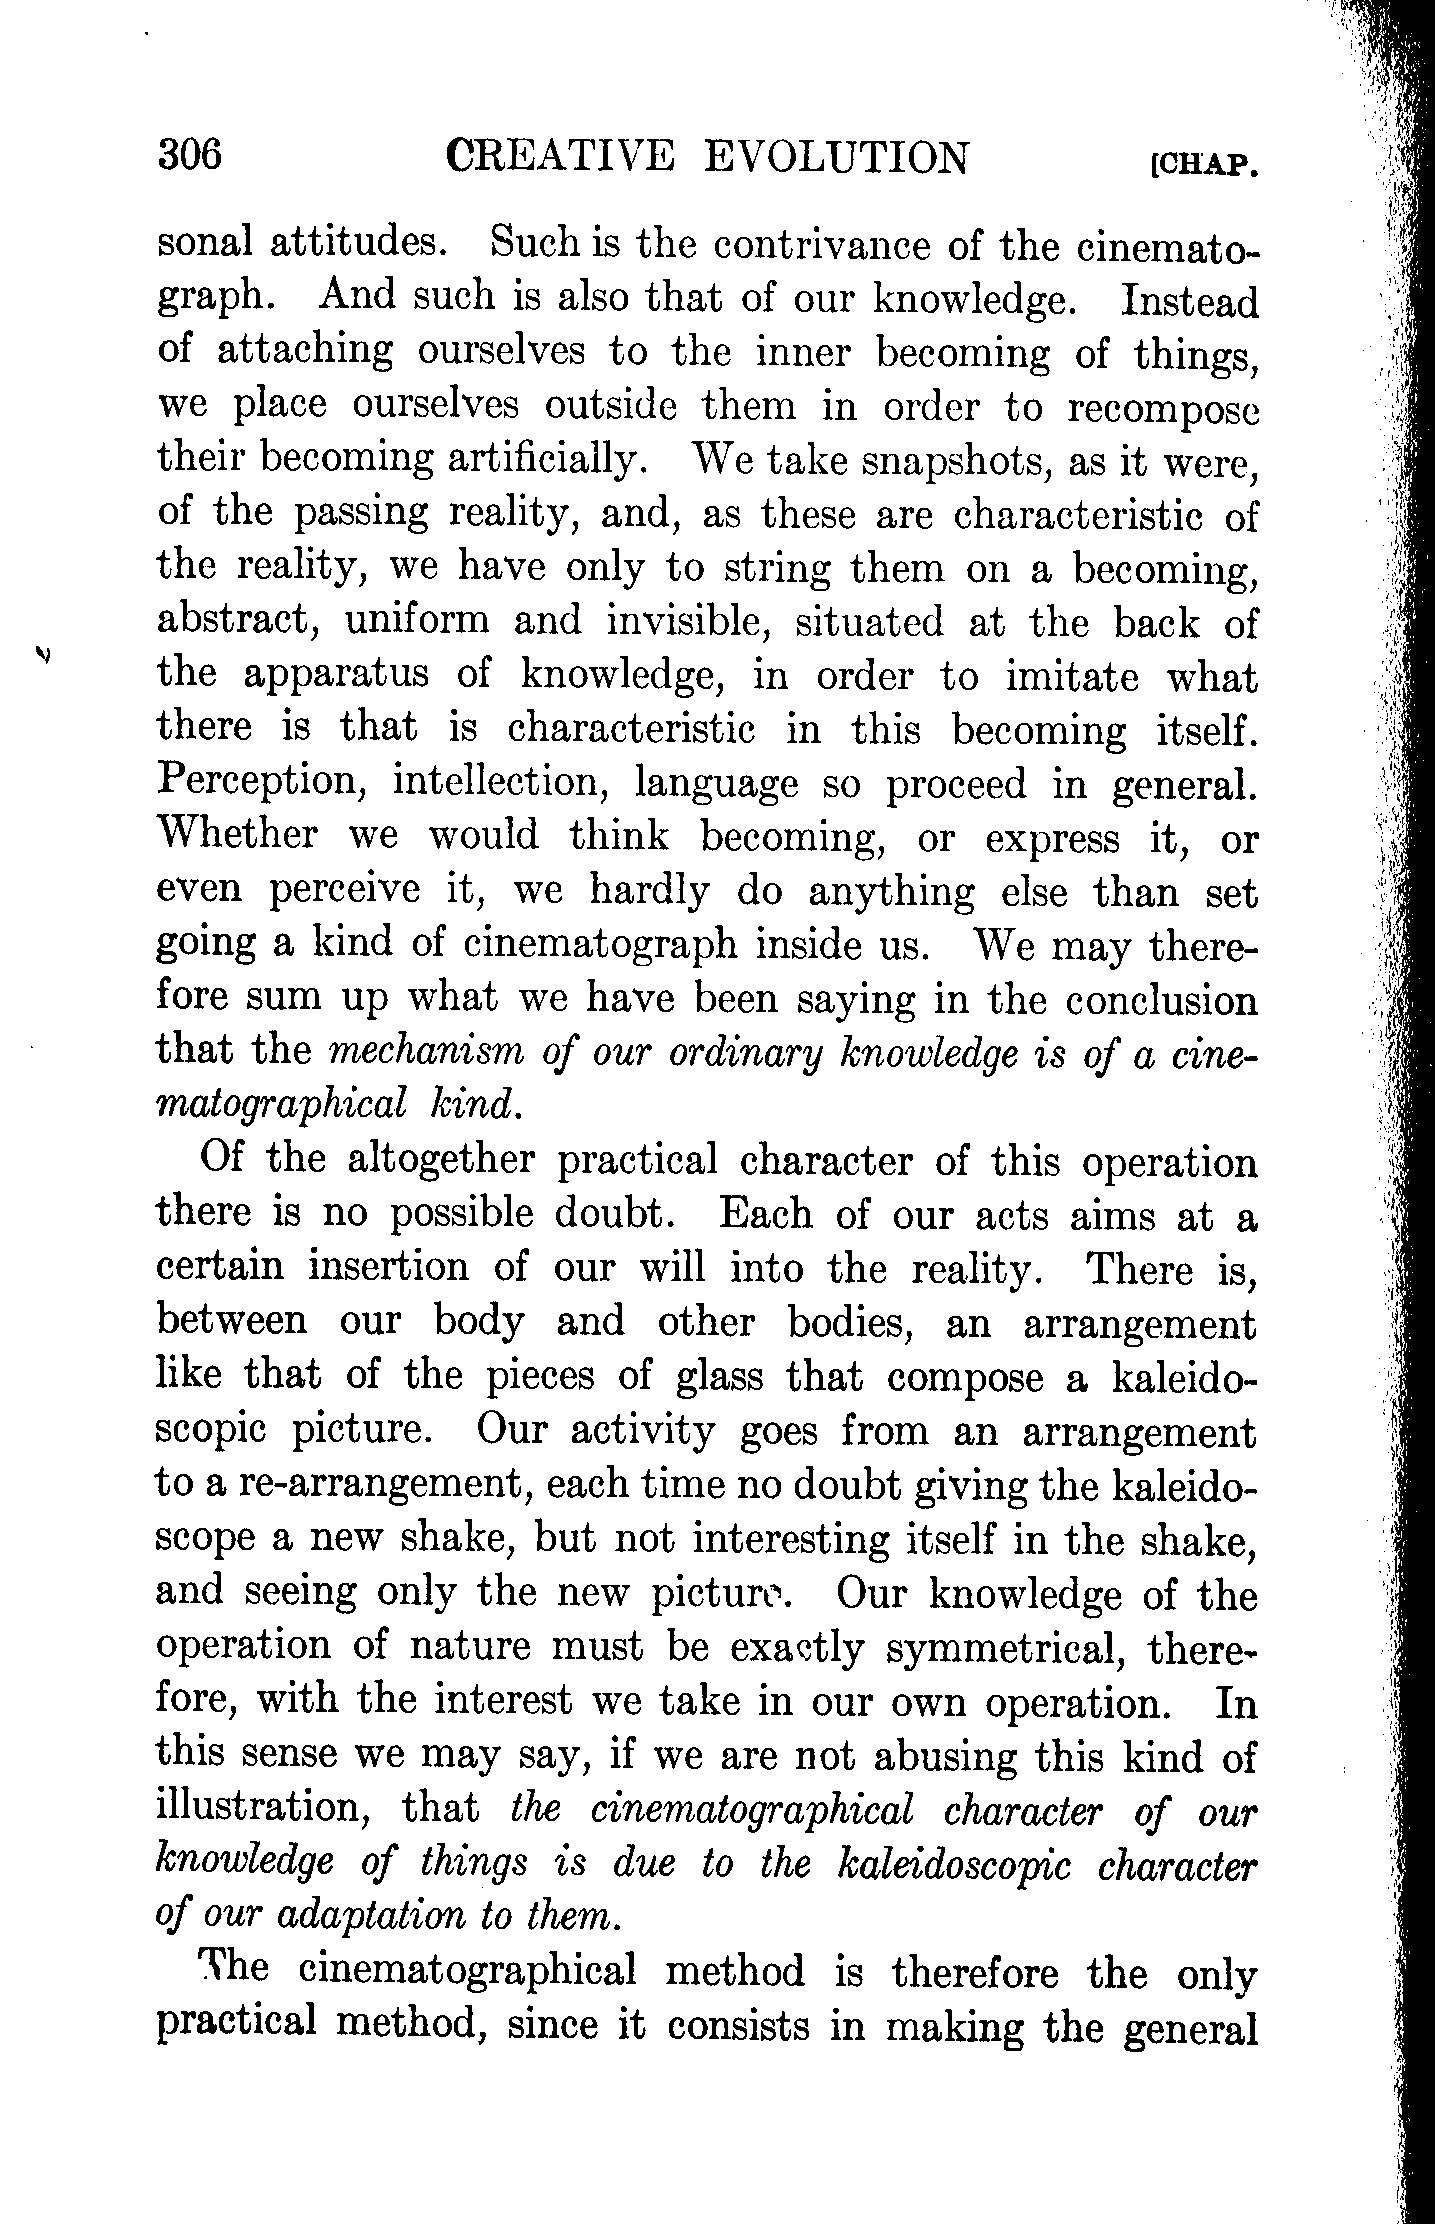 306 CREATIVE EVOLUTION [CHAP.
sonal attitudes. Such is the contrivance of the cinemato-
graph. And such is also that of our knowledge. Instead
of attaching ourselves to the inner becoming of things,
we place ourselves outside them in order to recompose
their becoming artificially. We take snapshots, as it were,
of the passing reality, and, as these are characteristic of
the reality, we have only to string them on a becoming,
abstract, uniform and invisible, situated at the back of
the apparatus of knowledge, in order to imitate what
there is that is characteristic in this becoming itself.
Perception, intellection, language so proceed in general.
Whether we would think becoming, or express it, or
even perceive it, we hardly do anything else than set
going a kind of cinematograph inside us. We may there-
fore sum up what we have been saying in the conclusion
that the mechanism of our ordinary knowledge is of a cine-
matographical kind.
Of the altogether practical character of this operation
there is no possible doubt. Each of our acts aims at a
certain insertion of our will into the reality. There is,
between our body and other bodies, an arrangement
like that of the pieces of glass that compose a kaleido-
scopic picture. Our activity goes from an arrangement
to a re-arrangement, each time no doubt giving the kaleido-
scope a new shake, but not interesting itself in the shake,
and seeing only the new picture. Our knowledge of the
operation of nature must be exactly symmetrical, there-
fore, with the interest we take in our own operation. In
this sense we may say, if we are not abusing this kind of
illustration, that the cinematographical character of our
knowledge of things is due to the kaleidoscopic character
of our adaptation to them.
The cinematographical method is therefore the only
practical method, since it consists in making the general